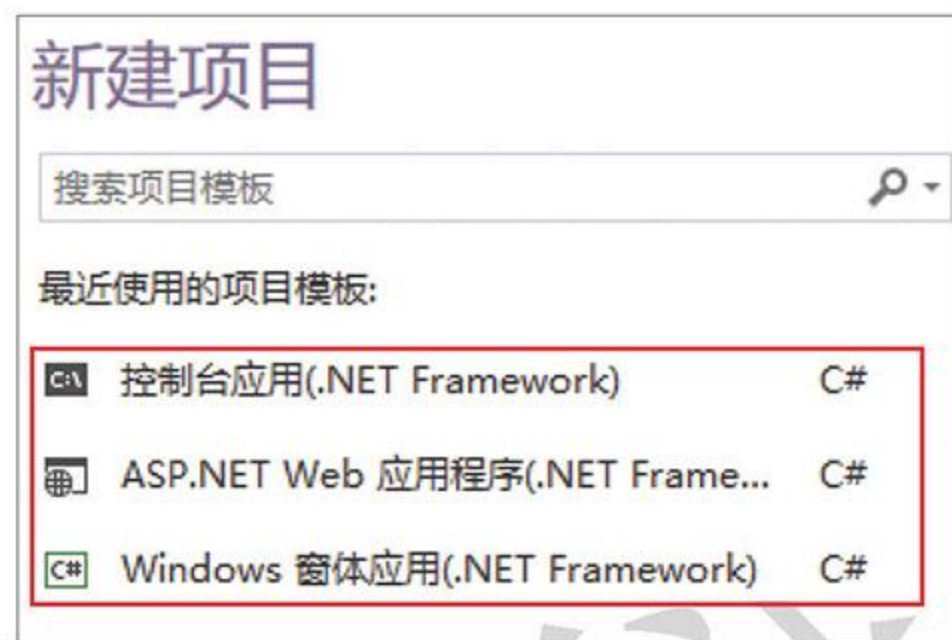 新建项目
搜索项目模板
最近使用的项目模板:
C:\ 控制台应用(.NET Framework) C#
ASP.NET Web 应用程序(.NET Frame... C#
C# Windows 窗体应用(.NET Framework) C#